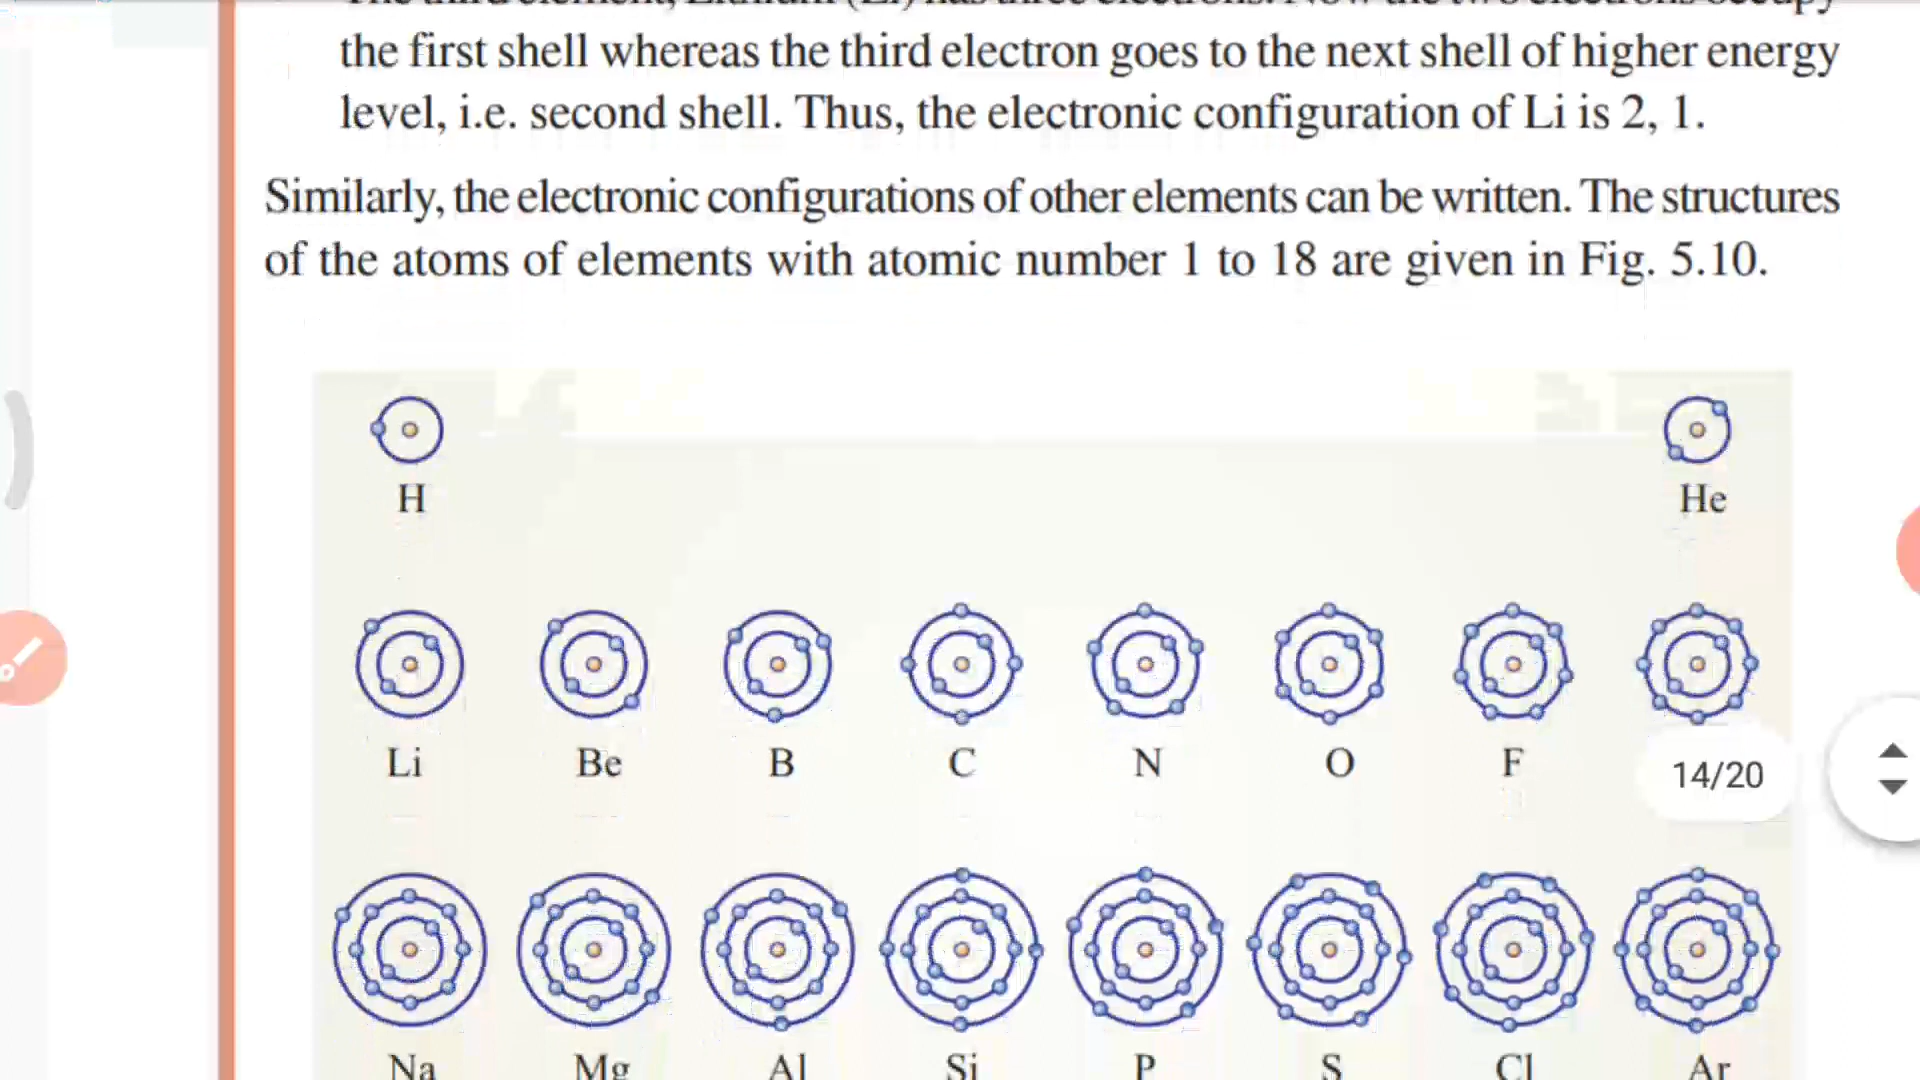 the first shell whereas the third electron goes to the next shell of higher energy
level, i.e. second shell. Thus, the electronic configuration of Li is 2, 1.
Similarly, the electronic configurations of other elements can be written. The structures
of the atoms of elements with atomic number 1 to 18 are given in Fig. 5.10.
H He
Li Be B C N O F
14/20
Na Mg Al Si P S Cl Ar